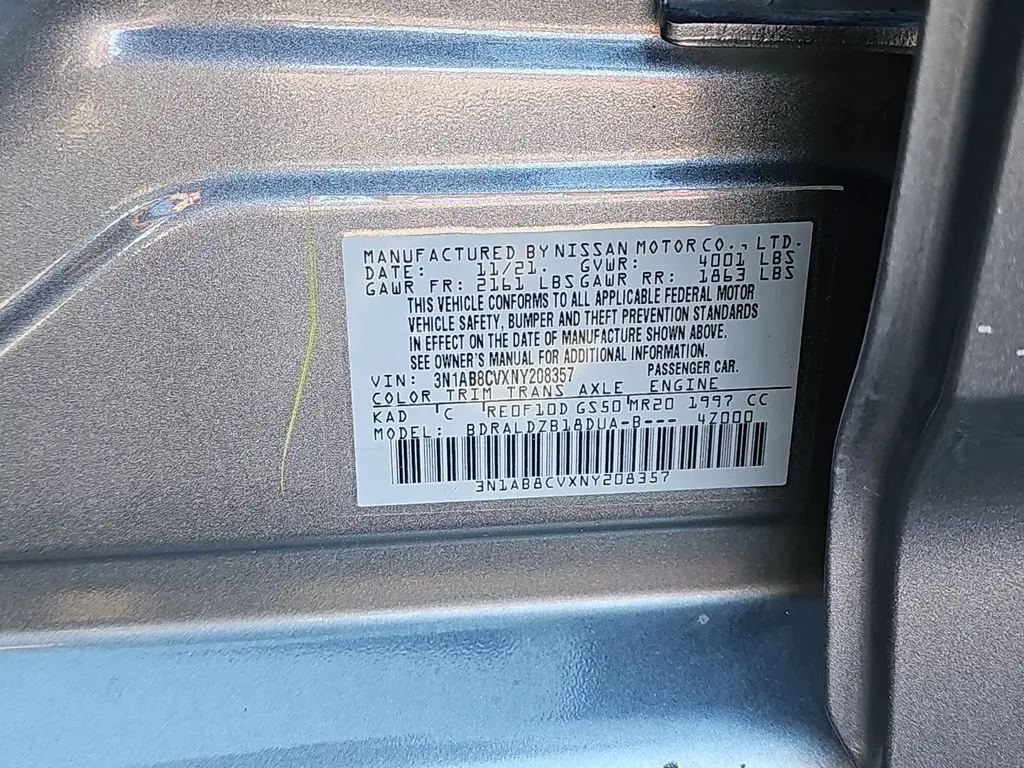 MANUFACTURED BY NISSAN MOTOR CO., LTD.
DATE: 11/21. GVWR: 4001 LBS
GAWR FR: 2161 LBS GAWR RR: 1863 LBS
THIS VEHICLE CONFORMS TO ALL APPLICABLE FEDERAL MOTOR
VEHICLE SAFETY, BUMPER AND THEFT PREVENTION STANDARDS
IN EFFECT ON THE DATE OF MANUFACTURE SHOWN ABOVE.
SEE OWNER'S MANUAL FOR ADDITIONAL INFORMATION.
VIN: 3N1AB8CVXNY208357 PASSENGER CAR.
COLOR TRIM TRANS AXLE ENGINE
KAD C RE0F10D GS50 MR20 1997 CC
MODEL: BDRALDZB18DUA-B--- 4Z000
3N1AB8CVXNY208357